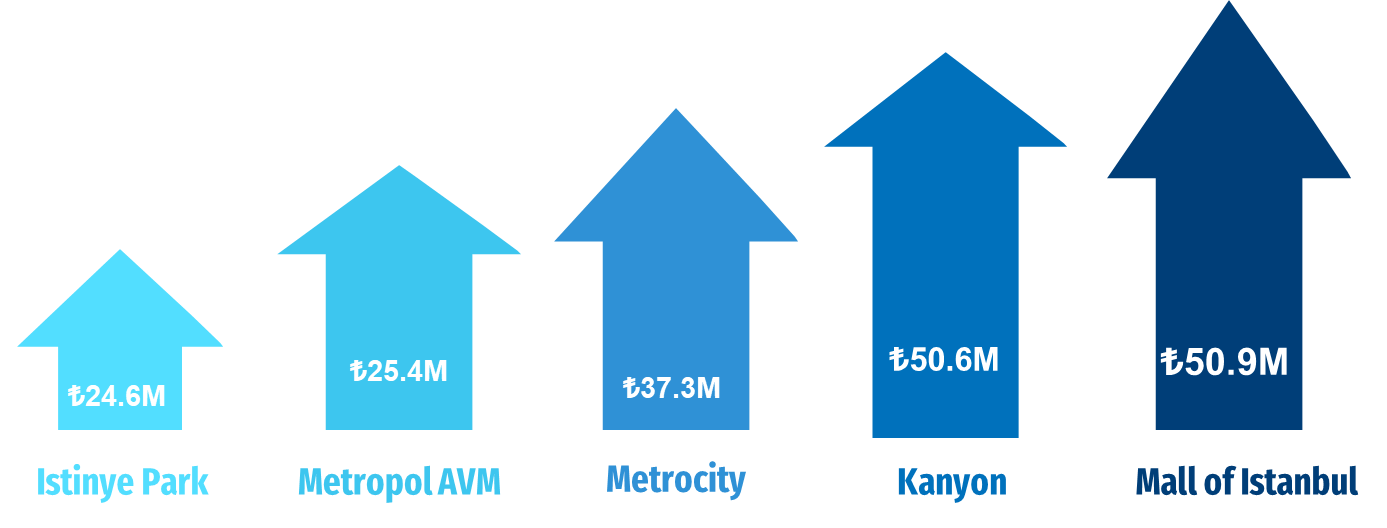 ₺24.6M
₺25.4M
₺37.3M
₺50.6M
₺50.9M
Istinye Park
Metropol AVM
Metrocity
Kanyon
Mall of Istanbul